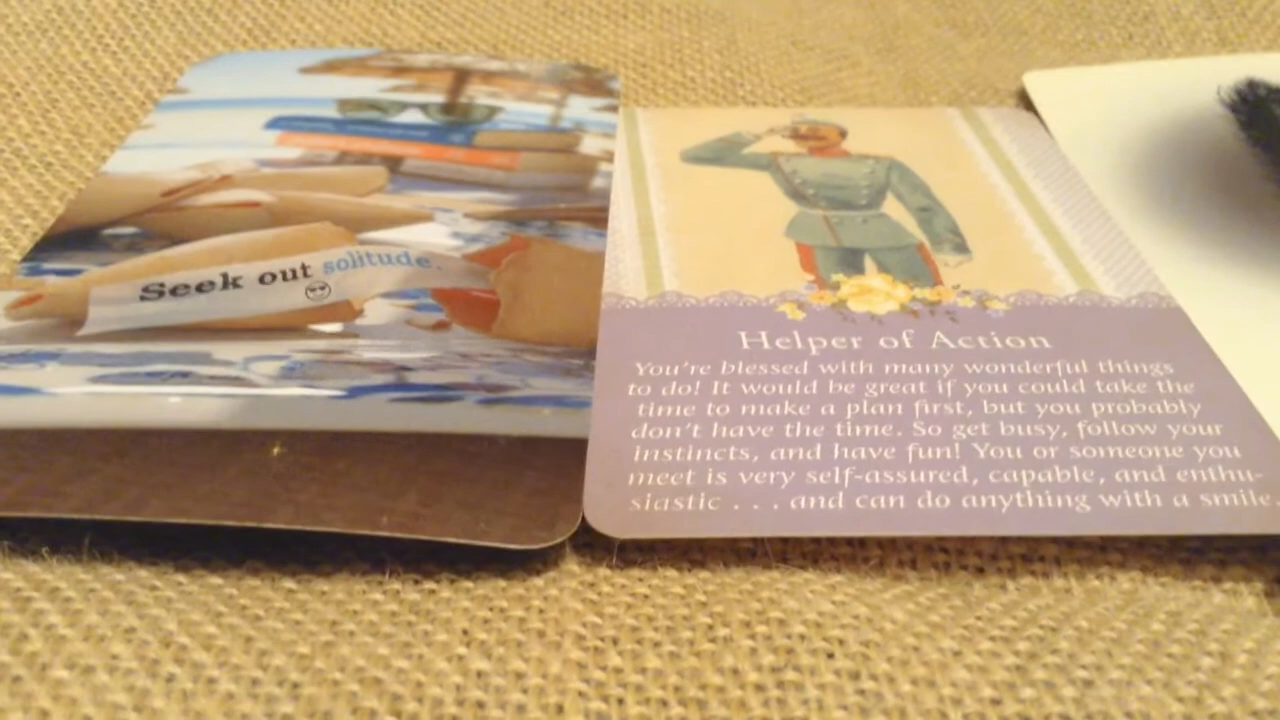 Seek out solitude.
Helper of Action
You're blessed with many wonderful things
to do! It would be great if you could take the
time to make a plan first, but you probably
don't have the time. So get busy, follow your
instincts, and have fun! You or someone you
meet is very self-assured, capable, and enthu-
siastic . . . and can do anything with a smile.